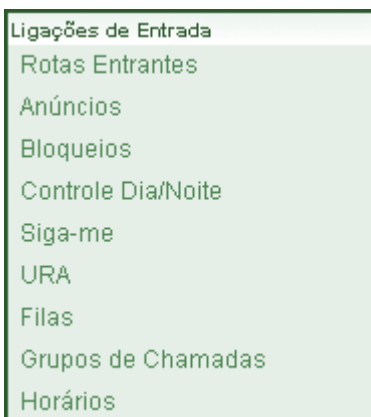 Ligações de Entrada
Rotas Entrantes
Anúncios
Bloqueios
Controle Dia/Noite
Siga-me
URA
Filas
Grupos de Chamadas
Horários